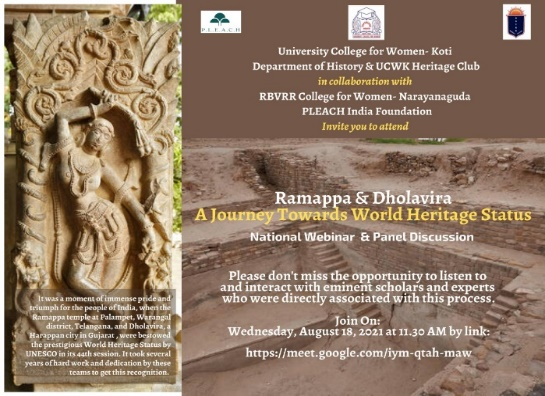 P.L.E.A.C.H
University College for Women- Koti
Department of History & UCWK Heritage Club
in collaboration with
RBVRR College for Women- Narayanaguda
PLEACH India Foundation
Invite you to attend
Ramappa & Dholavira
A Journey Towards World Heritage Status
National Webinar & Panel Discussion
Please don't miss the opportunity to listen to
and interact with eminent scholars and experts
who were directly associated with this process.
Join On:
Wednesday, August 18, 2021 at 11.30 AM by link:
https://meet.google.com/iym-qtah-maw
It was a moment of immense pride and
triumph for the people of India, when the
Ramappa temple at Palampet, Warangal
district, Telangana, and Dholavira, a
Harappan city in Gujarat , were bestowed
the prestigious World Heritage Status by
UNESCO in its 44th session. It took several
years of hard work and dedication by these
teams to get this recognition.